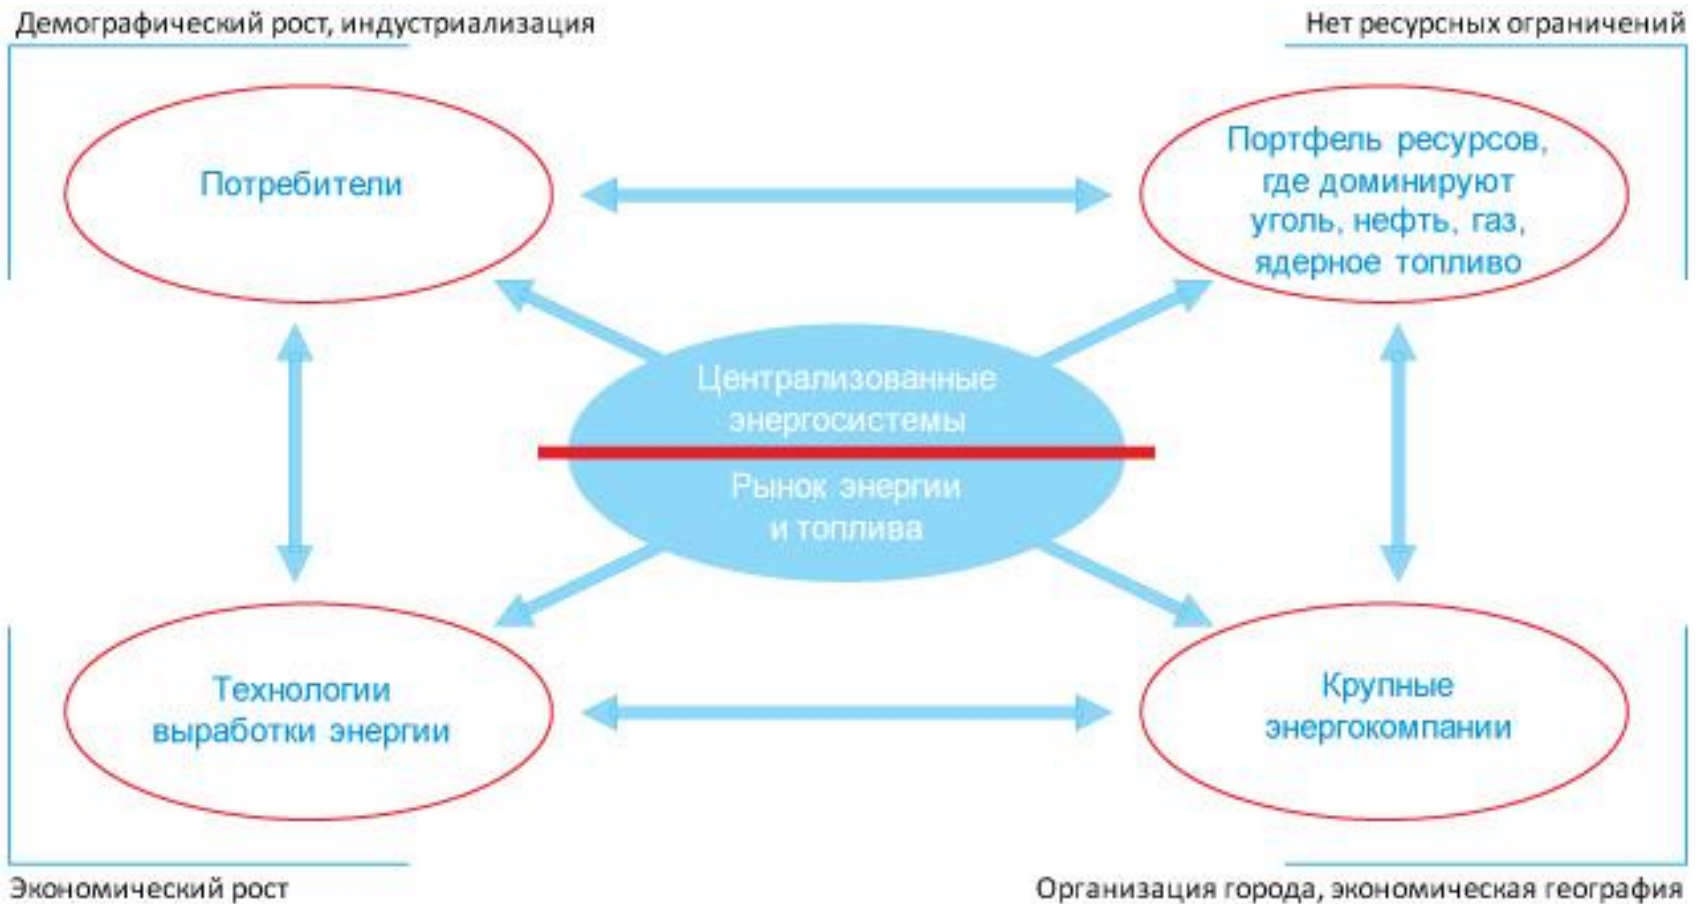 Демографический рост, индустриализация
Нет ресурсных ограничений
Потребители
Портфель ресурсов,
где доминируют
уголь, нефть, газ,
ядерное топливо
Централизованные
энергосистемы
Рынок энергии
и топлива
Технологии
выработки энергии
Крупные
энергокомпании
Экономический рост
Организация города, экономическая география